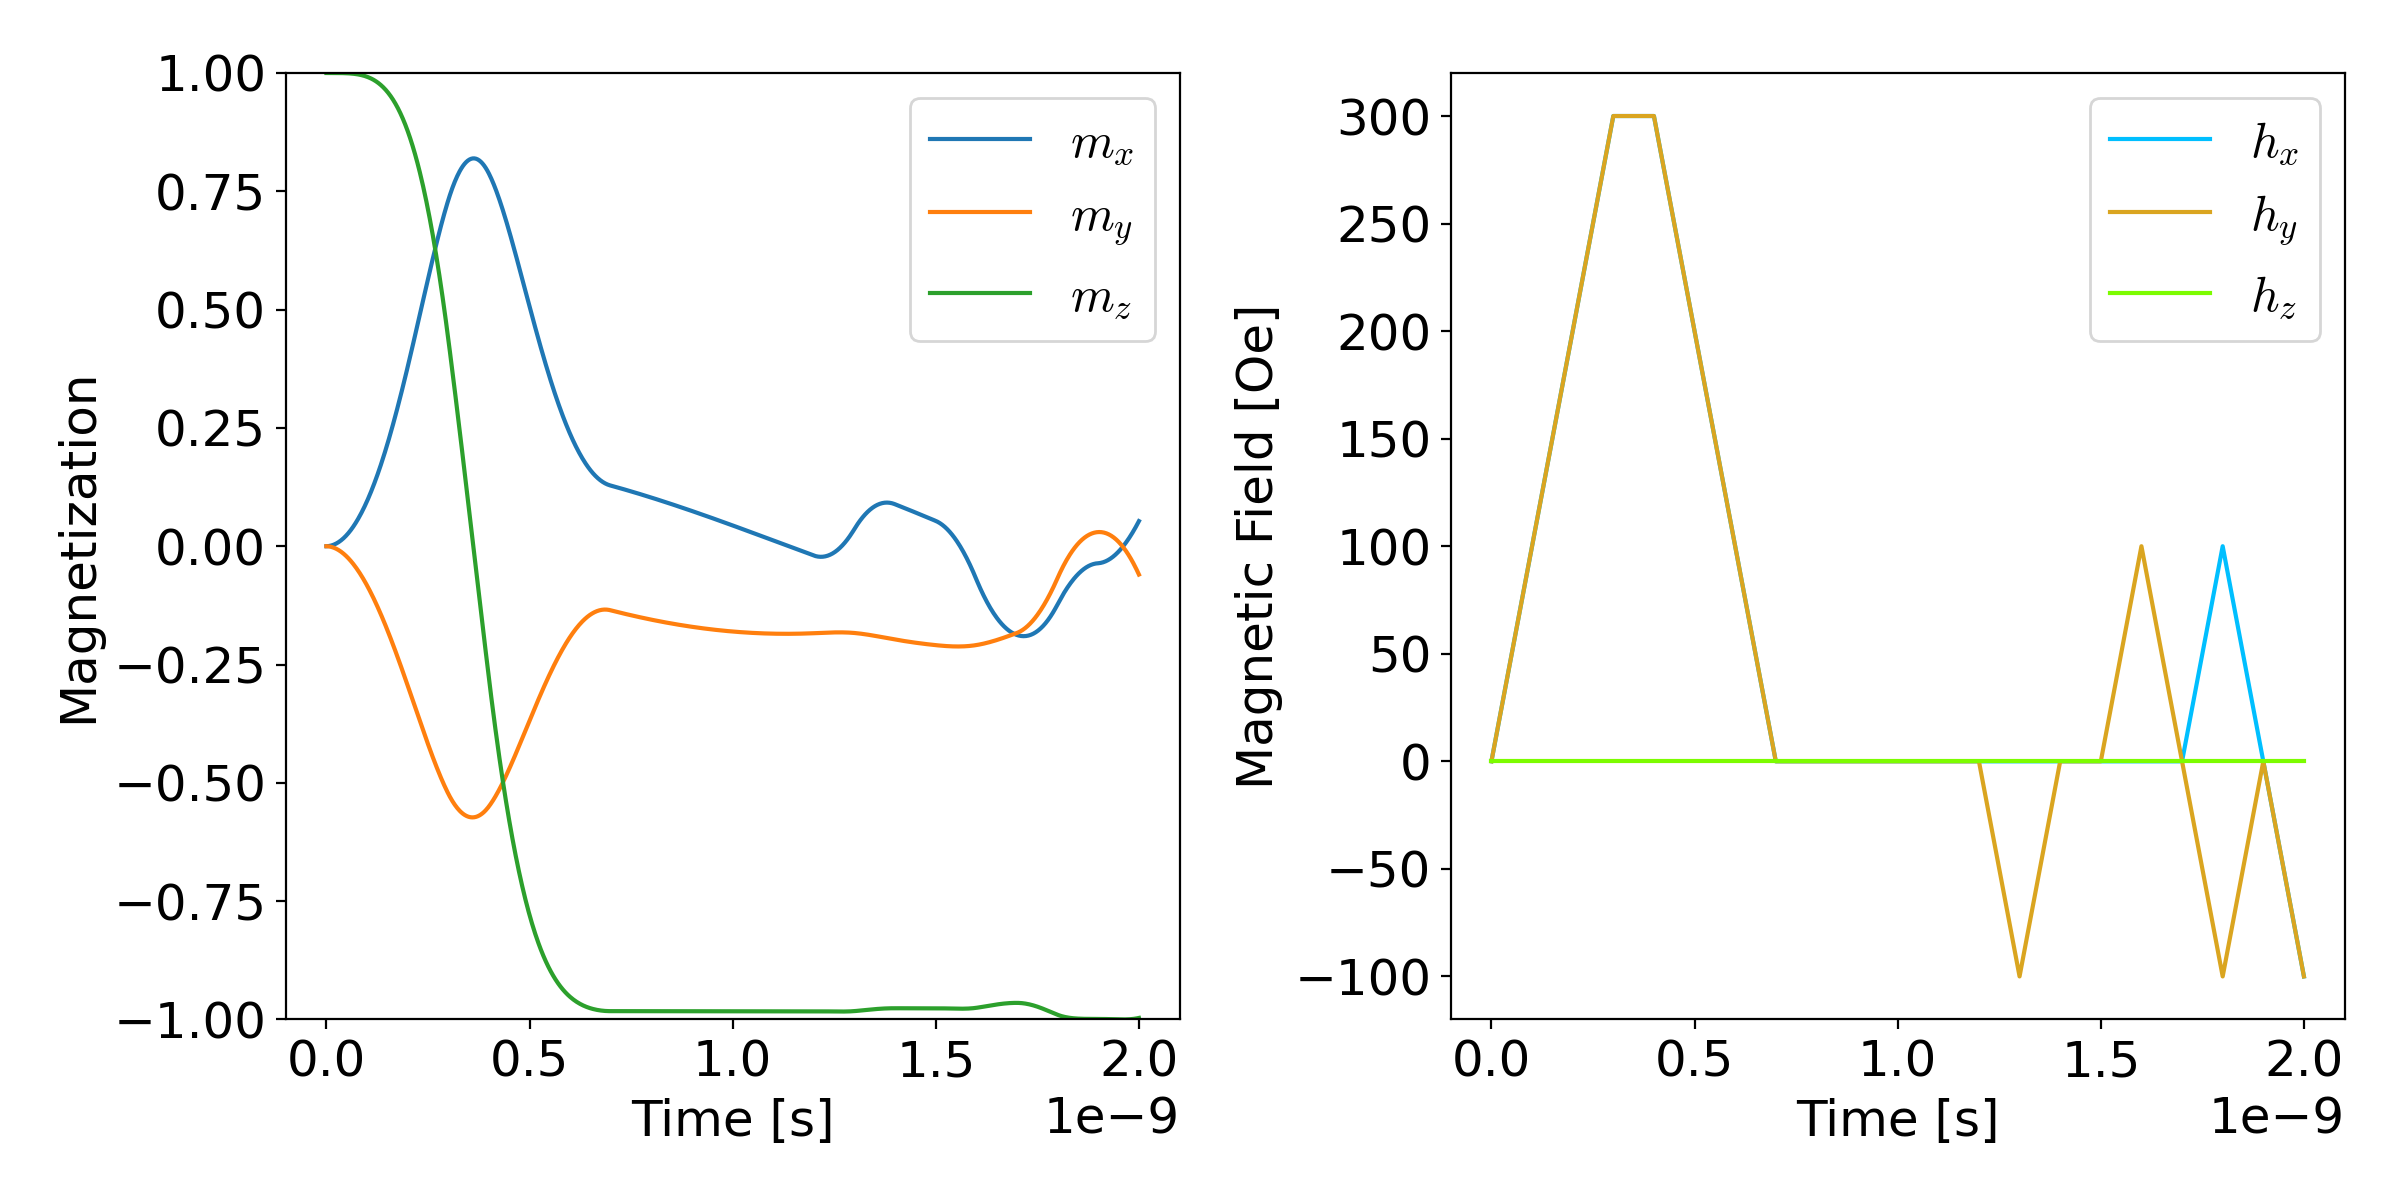 1.00
0.75
0.50
0.25
0.00
−0.25
−0.50
−0.75
−1.00
Magnetization
m_x
m_y
m_z
0.0 0.5 1.0 1.5 2.0
Time [s]
1e−9
300
250
200
150
100
50
0
−50
−100
Magnetic Field [Oe]
h_x
h_y
h_z
0.0 0.5 1.0 1.5 2.0
Time [s]
1e−9